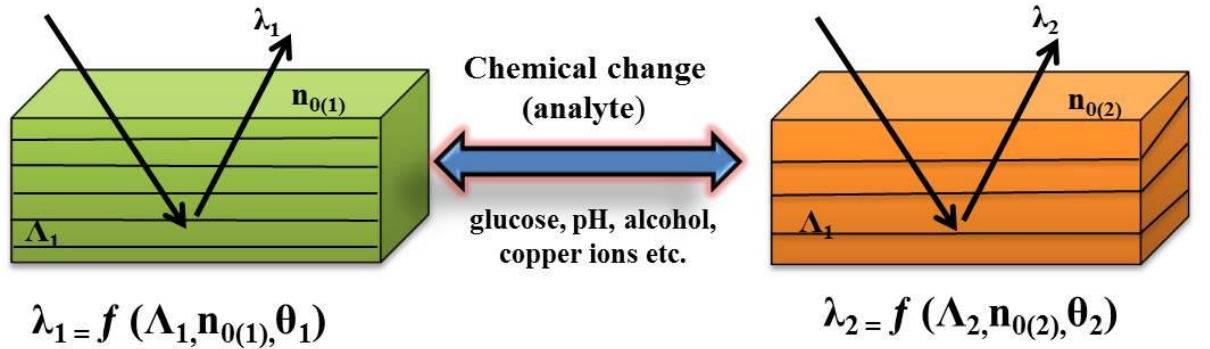 λ1
n0(1)
Λ1
λ1 = f (Λ1,n0(1),θ1)
Chemical change
(analyte)
glucose, pH, alcohol,
copper ions etc.
λ2
n0(2)
Λ1
λ2 = f (Λ2,n0(2),θ2)